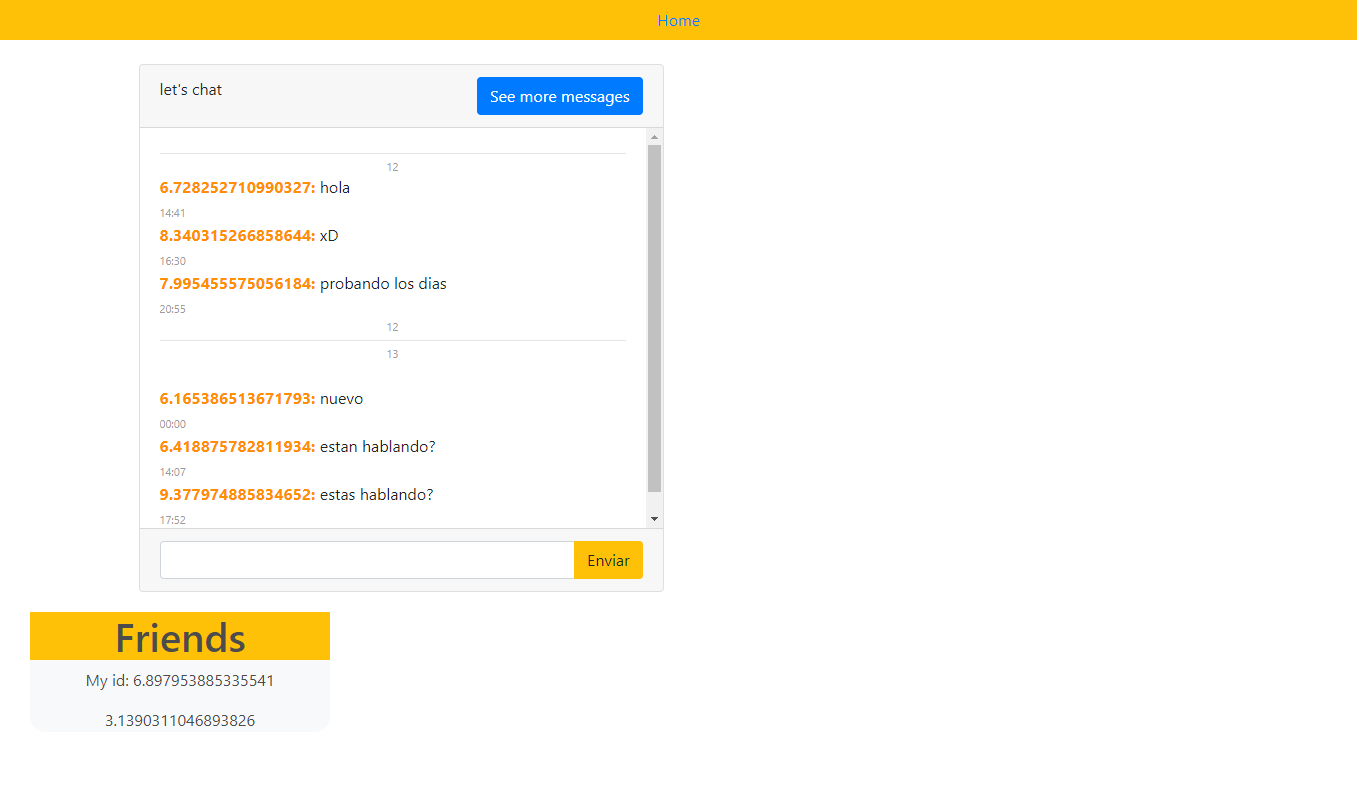 Home
let's chat
See more messages
12
6.728252710990327: hola
14:41
8.340315266858644: xD
16:30
7.995455575056184: probando los dias
20:55
12
13
6.165386513671793: nuevo
00:00
6.418875782811934: estan hablando?
14:07
9.377974885834652: estas hablando?
17:52
Enviar
Friends
My id: 6.897953885335541
3.1390311046893826